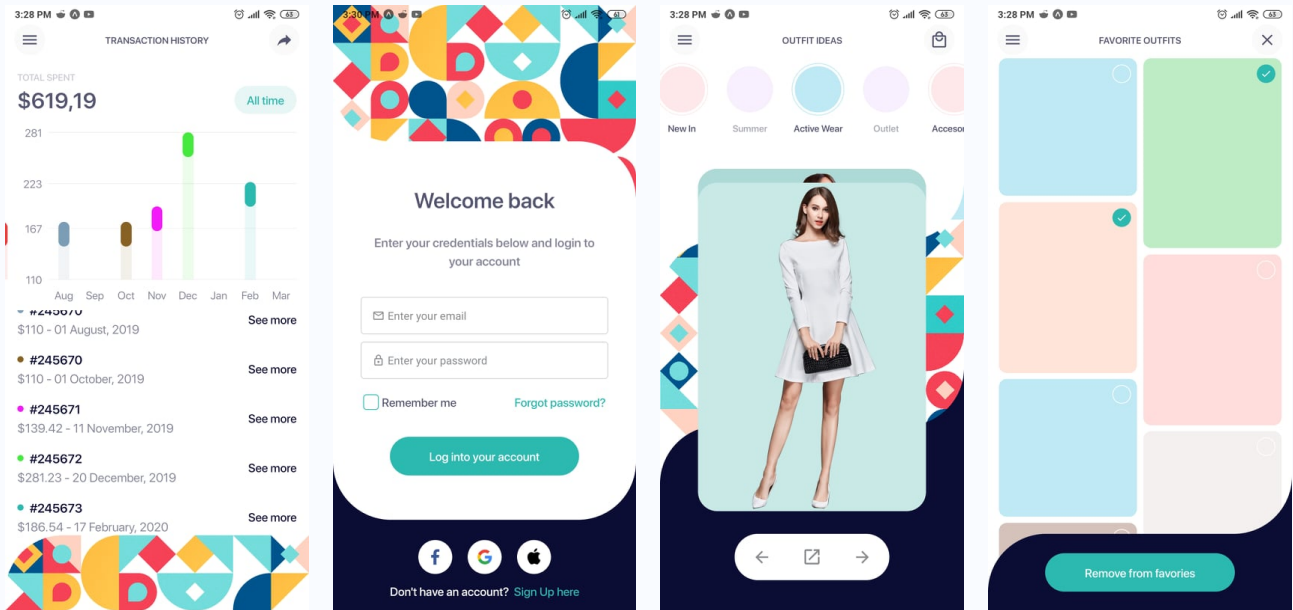 3:28 PM
63
TRANSACTION HISTORY
TOTAL SPENT
$619,19
All time
281
223
167
110
Aug Sep Oct Nov Dec Jan Feb Mar
#245670
See more
$110 - 01 August, 2019
#245670
See more
$110 - 01 October, 2019
#245671
See more
$139.42 - 11 November, 2019
#245672
See more
$281.23 - 20 December, 2019
#245673
See more
$186.54 - 17 February, 2020
3:30 PM
61
Welcome back
Enter your credentials below and login to
your account
Enter your email
Enter your password
Remember me
Forgot password?
Log into your account
f
G
Don't have an account? Sign Up here
3:28 PM
63
OUTFIT IDEAS
New In
Summer
Active Wear
Outlet
Accesor
3:28 PM
63
FAVORITE OUTFITS
Remove from favorites